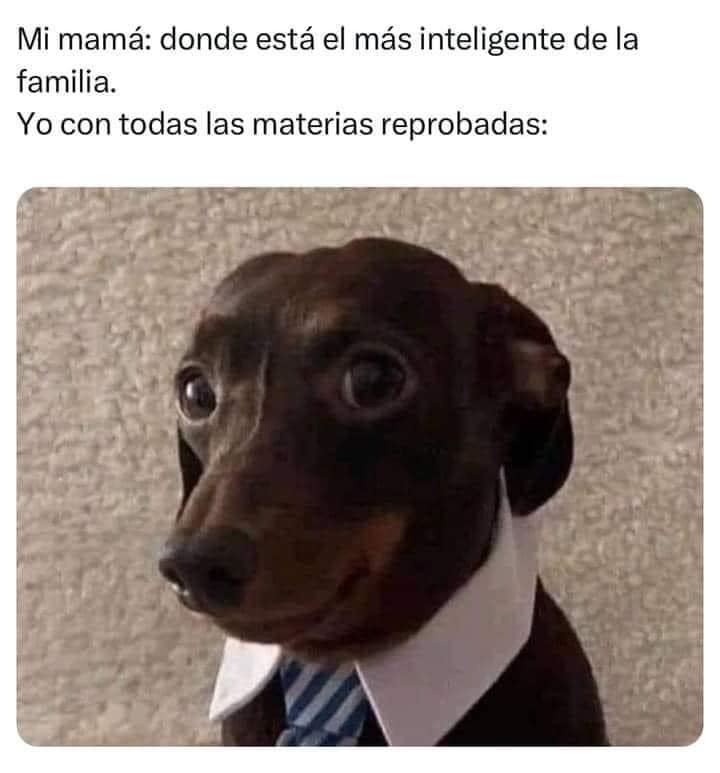 Mi mamá: donde está el más inteligente de la
familia.
Yo con todas las materias reprobadas: